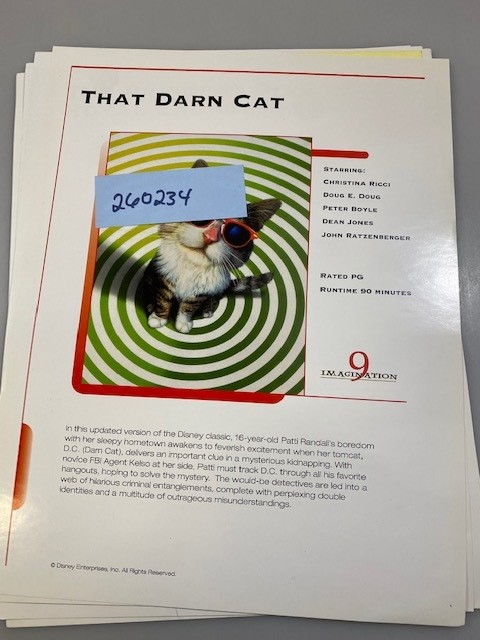 THAT DARN CAT
260234
STARRING:
CHRISTINA RICCI
DOUG E. DOUG
PETER BOYLE
DEAN JONES
JOHN RATZENBERGER
RATED PG
RUNTIME 90 MINUTES
9
IMAGINATION
in this updated version of the Disney classic, 16-year-old Patti Randall's boredom
with her sleepy hometown awakens to feverish excitement when her tomcat,
D.C. (Darn Cat), delivers an important clue in a mysterious kidnapping. With
novice FBI Agent Kelso at her side, Patti must track D.C. through all his favorite
hangouts, hoping to solve the mystery. The would-be detectives are led into a
web of hilarious criminal entanglements, complete with perplexing double
identities and a multitude of outrageous misunderstandings.
© Disney Enterprises, Inc. All Rights Reserved.